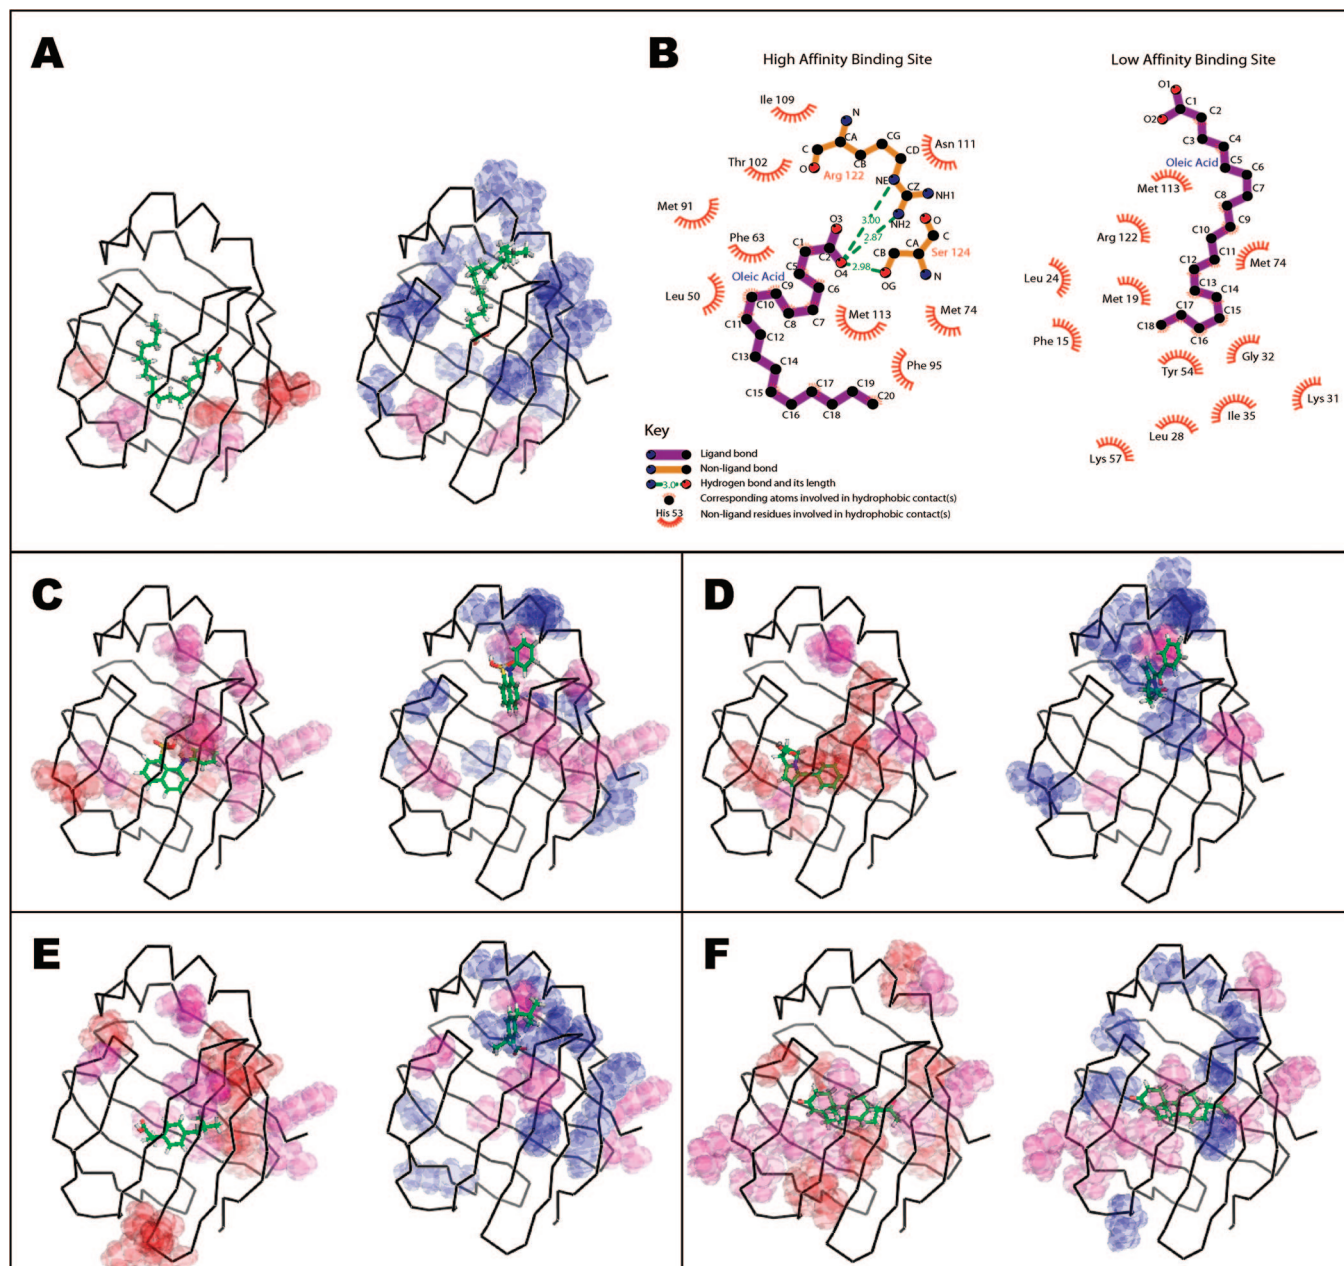 A
B
High Affinity Binding Site
Low Affinity Binding Site
Ile 109
N
CA
CG
C
CB
CD
O
Arg 122
Asn 111
Thr 102
NE
CZ
NH1
NH2
Met 91
Phe 63
3.00
2.87
2.98
O3
O
C
C1
C2
CB
CA
Ser 124
O4
C5
OG
N
Oleic Acid
C9
C6
Leu 50
C10
C8
C7
Met 113
Met 74
C11
C12
C13
C14
Phe 95
C15
C17
C19
C16
C18
C20
O1
C1
O2
C2
C3
C4
Oleic Acid
C5
C6
Met 113
C7
C8
C9
Arg 122
C10
C11
Met 74
C12
Leu 24
C13
C14
Met 19
C17
C15
C18
C16
Phe 15
Gly 32
Tyr 54
Lys 31
Ile 35
Leu 28
Lys 57
Key
Ligand bond
Non-ligand bond
3.0 Hydrogen bond and its length
Corresponding atoms involved in hydrophobic contact(s)
His 53 Non-ligand residues involved in hydrophobic contact(s)
C
D
E
F